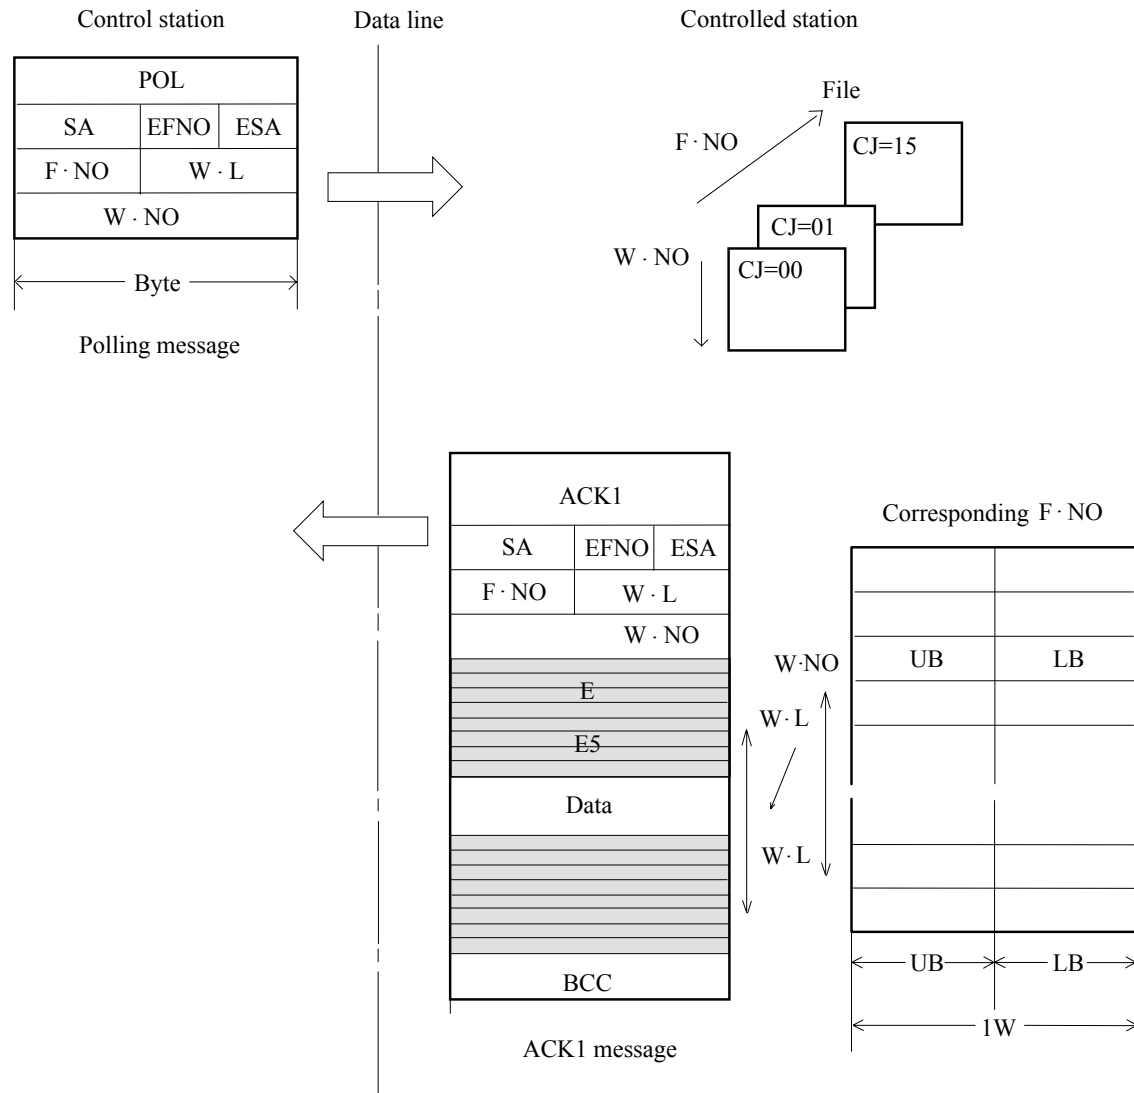 Control station
Data line
Controlled station
POL
SA EFNO ESA
F · NO W · L
W · NO
Byte
Polling message
File
F · NO
CJ=15
CJ=01
W · NO
CJ=00
ACK1
SA EFNO ESA
F · NO W · L
W · NO
E
E5
Data
BCC
ACK1 message
Corresponding F · NO
W·NO
UB LB
W · L
W · L
UB LB
1W